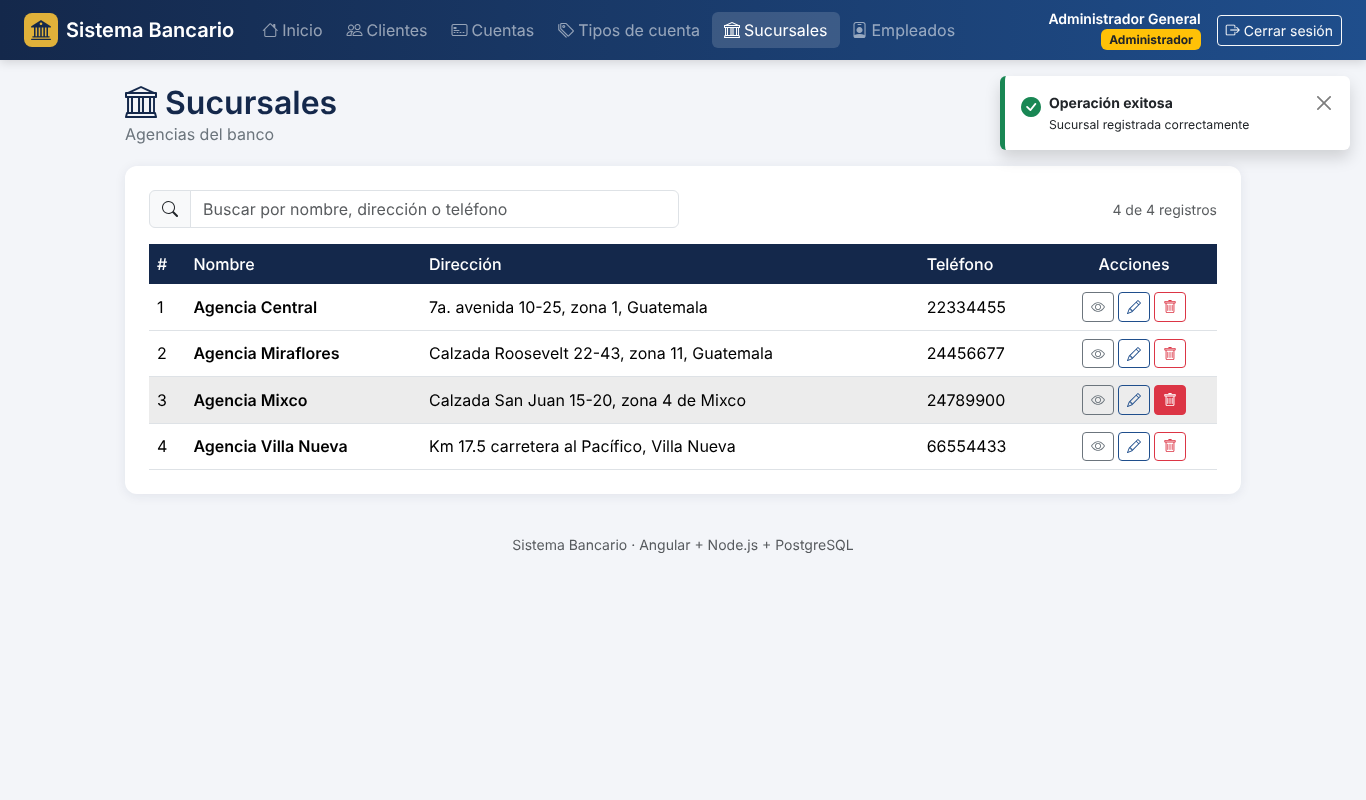 Sistema Bancario Inicio Clientes Cuentas Tipos de cuenta Sucursales Empleados Administrador General Administrador Cerrar sesión
Sucursales
Agencias del banco
Operación exitosa
Sucursal registrada correctamente
Buscar por nombre, dirección o teléfono 4 de 4 registros
# Nombre Dirección Teléfono Acciones
1 Agencia Central 7a. avenida 10-25, zona 1, Guatemala 22334455
2 Agencia Miraflores Calzada Roosevelt 22-43, zona 11, Guatemala 24456677
3 Agencia Mixco Calzada San Juan 15-20, zona 4 de Mixco 24789900
4 Agencia Villa Nueva Km 17.5 carretera al Pacífico, Villa Nueva 66554433
Sistema Bancario · Angular + Node.js + PostgreSQL